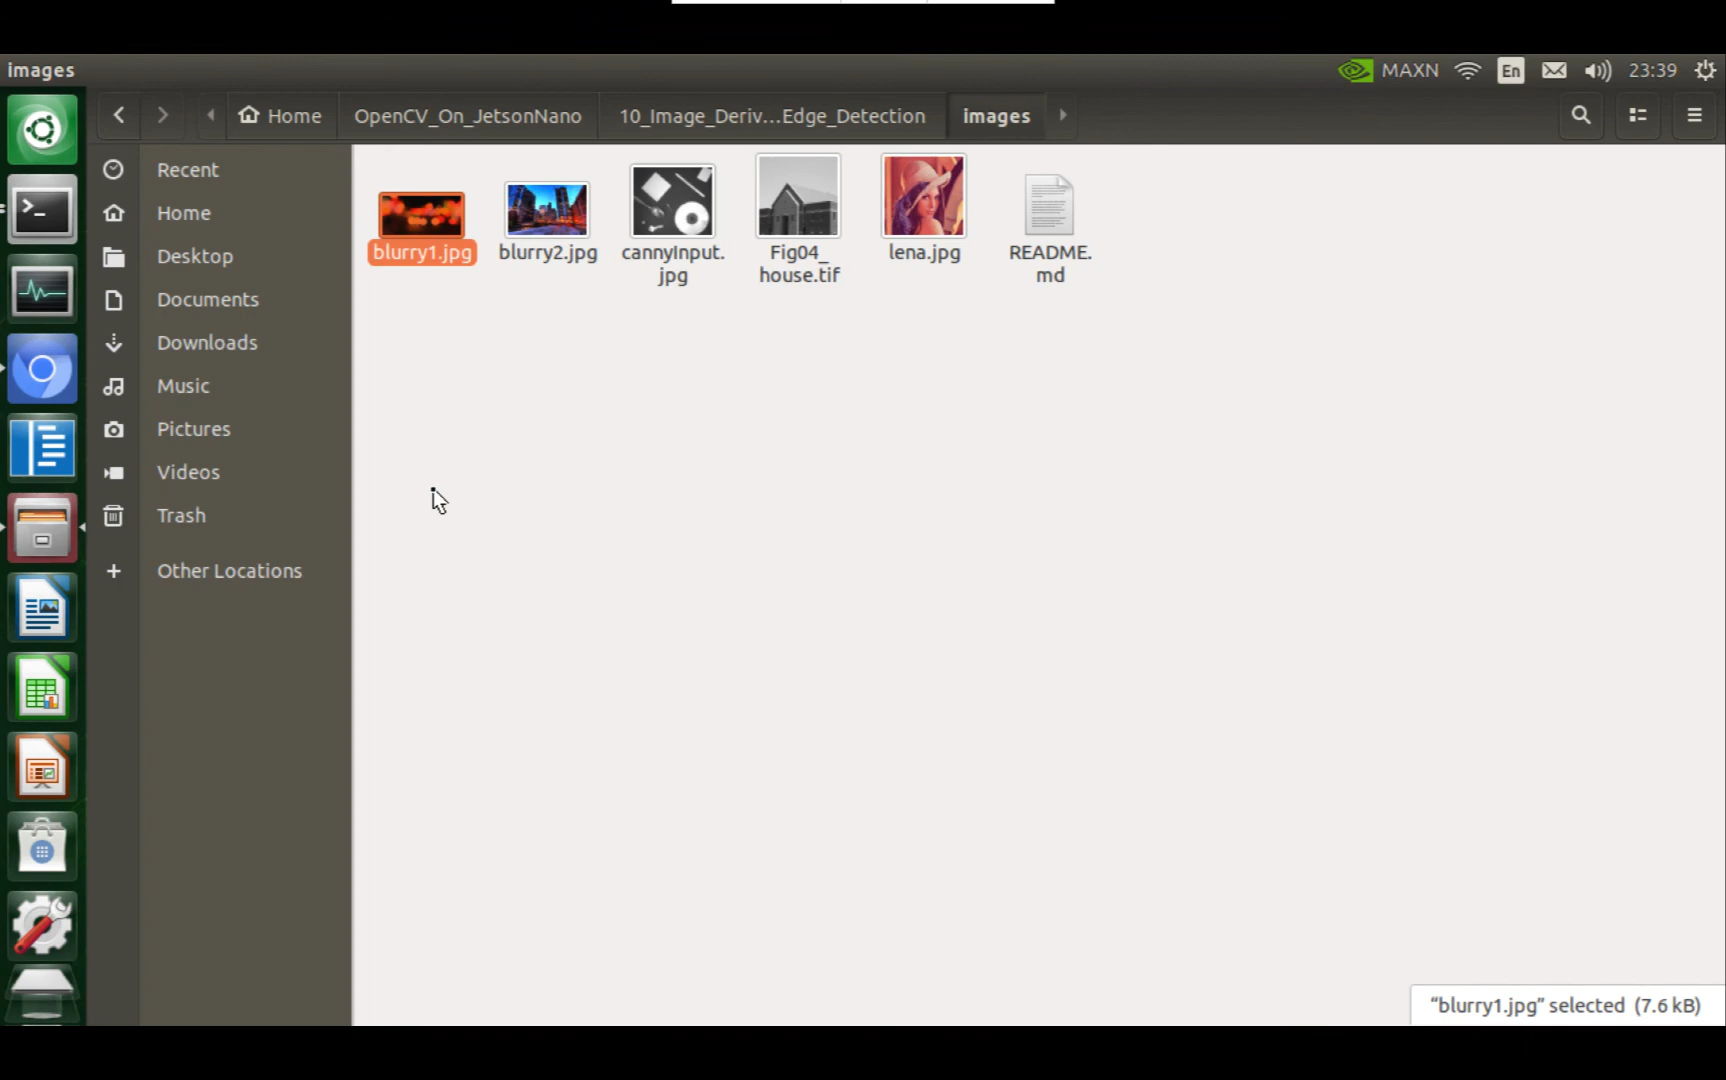 images
MAXN
En
23:39
Home
OpenCV_On_JetsonNano
10_Image_Deriv...Edge_Detection
images
Recent
Home
Desktop
Documents
Downloads
Music
Pictures
Videos
Trash
+ Other Locations
blurry1.jpg
blurry2.jpg
cannyInput.
jpg
Fig04_
house.tif
lena.jpg
README.
md
“blurry1.jpg” selected (7.6 kB)